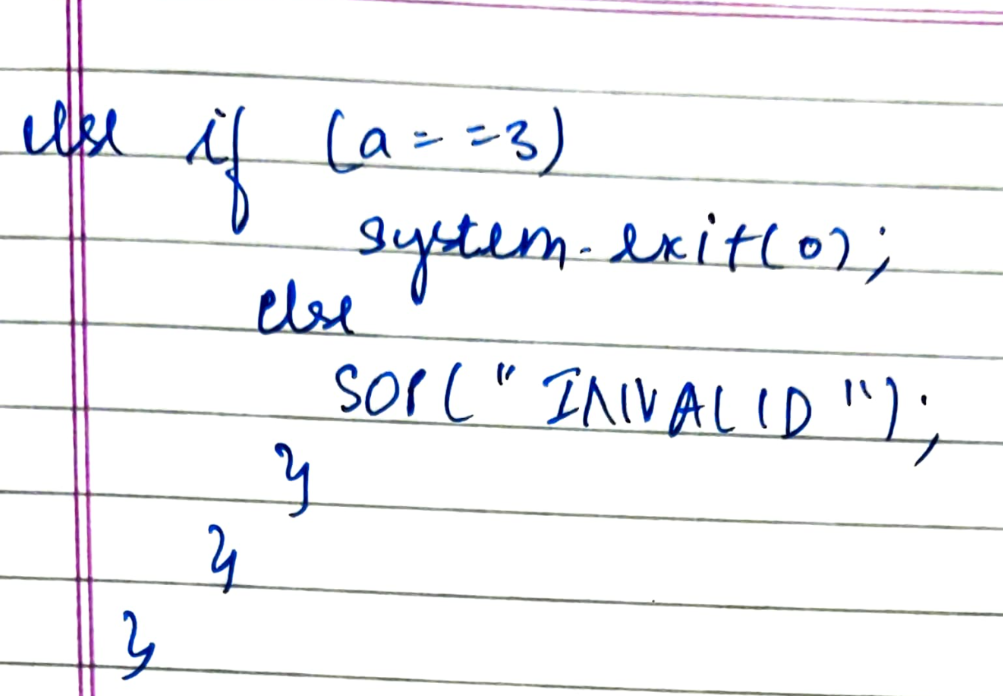 else if (a==3)
system.exit(0);
else
SOP("INVALID");
}
}
}